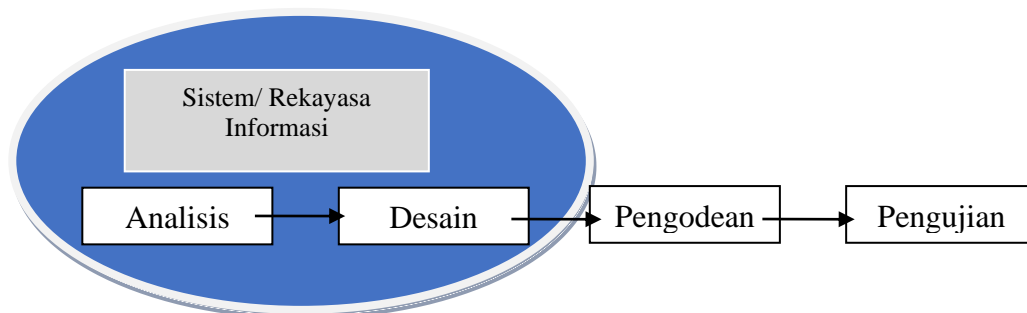 Sistem/ Rekayasa
Informasi
Analisis
Desain
Pengodean
Pengujian